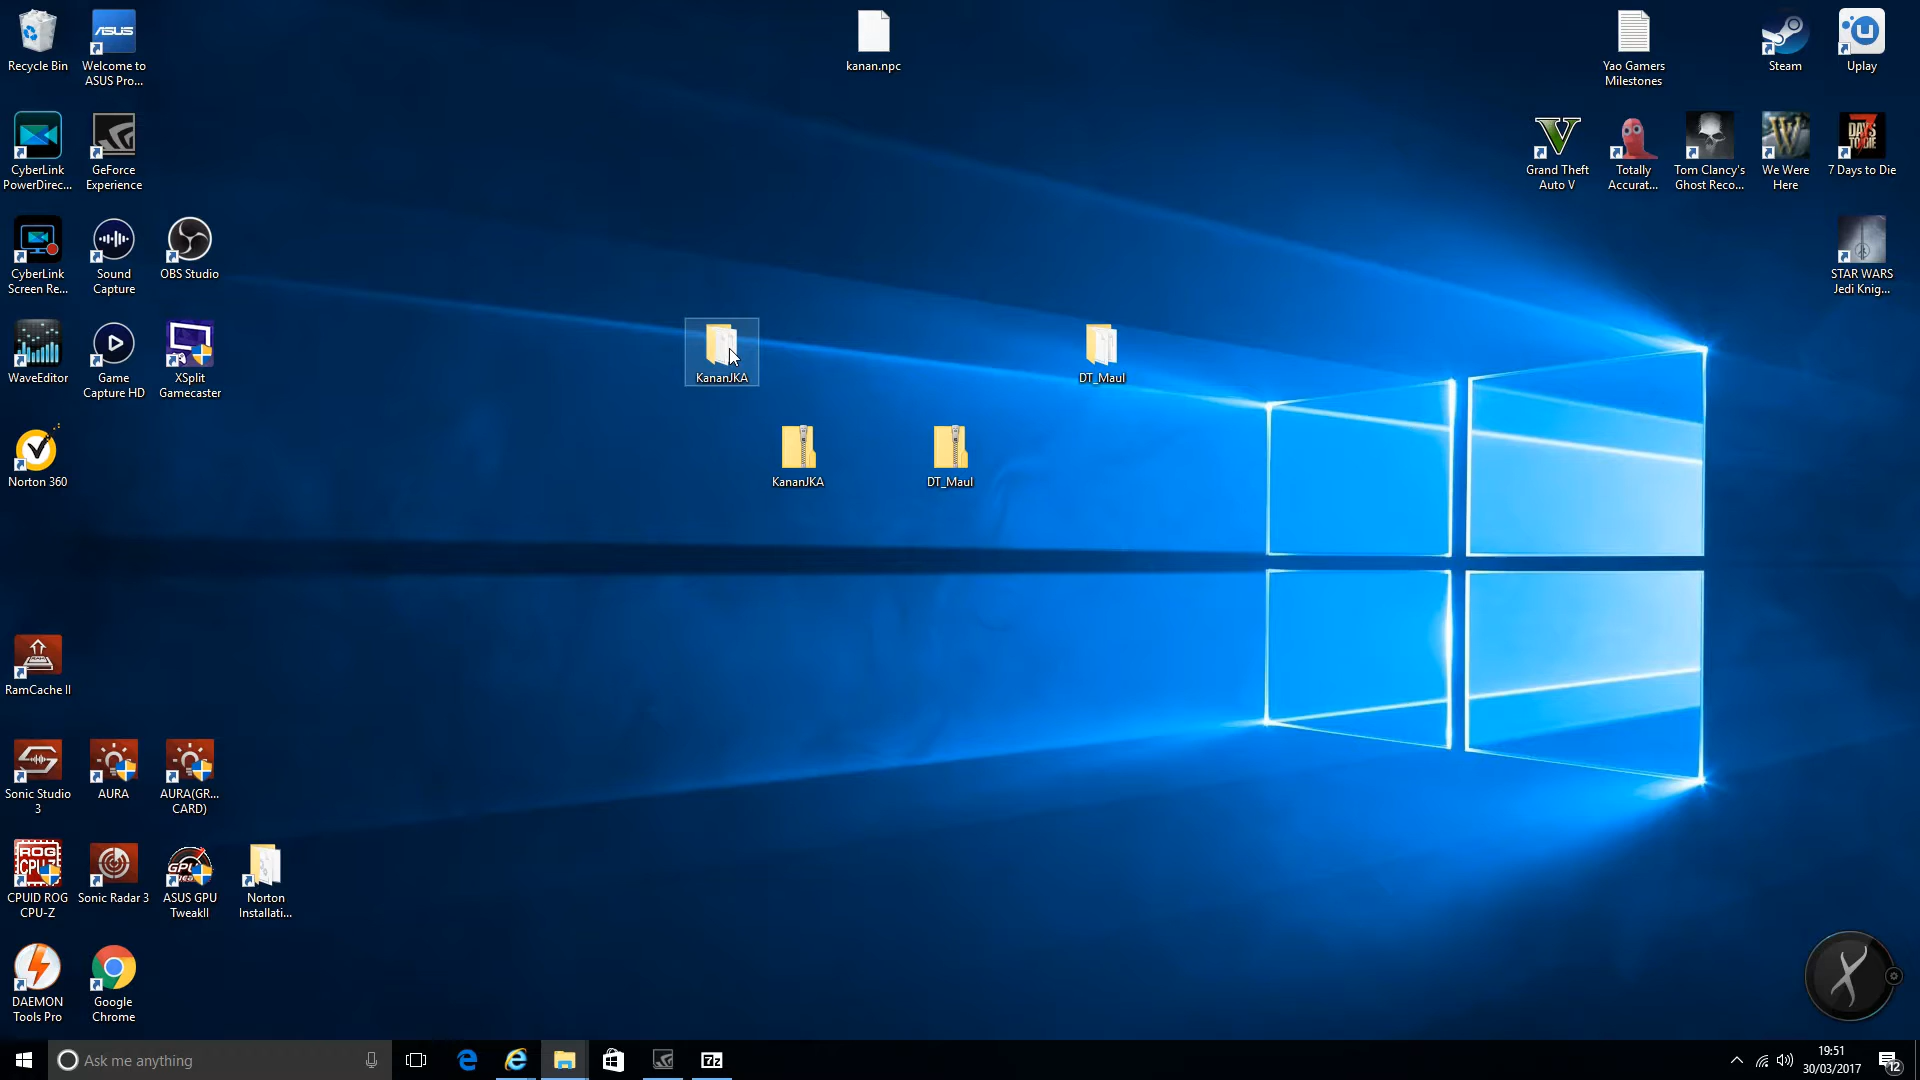 Recycle Bin
Welcome to
ASUS Pro...
kanan.npc
Yao Gamers
Milestones
Steam
Uplay
CyberLink
PowerDirec...
GeForce
Experience
Grand Theft
Auto V
Totally
Accurat...
Tom Clancy's
Ghost Reco...
We Were
Here
7 Days to Die
CyberLink
Screen Re...
Sound
Capture
OBS Studio
STAR WARS
Jedi Knig...
WaveEditor
Game
Capture HD
XSplit
Gamecaster
KananJKA
DT_Maul
Norton 360
KananJKA
DT_Maul
RamCache II
Sonic Studio
3
AURA
AURA(GR...
CARD)
CPUID ROG
CPU-Z
Sonic Radar 3
ASUS GPU
TweakII
Norton
Installati...
DAEMON
Tools Pro
Google
Chrome
Ask me anything
19:51
30/03/2017
12